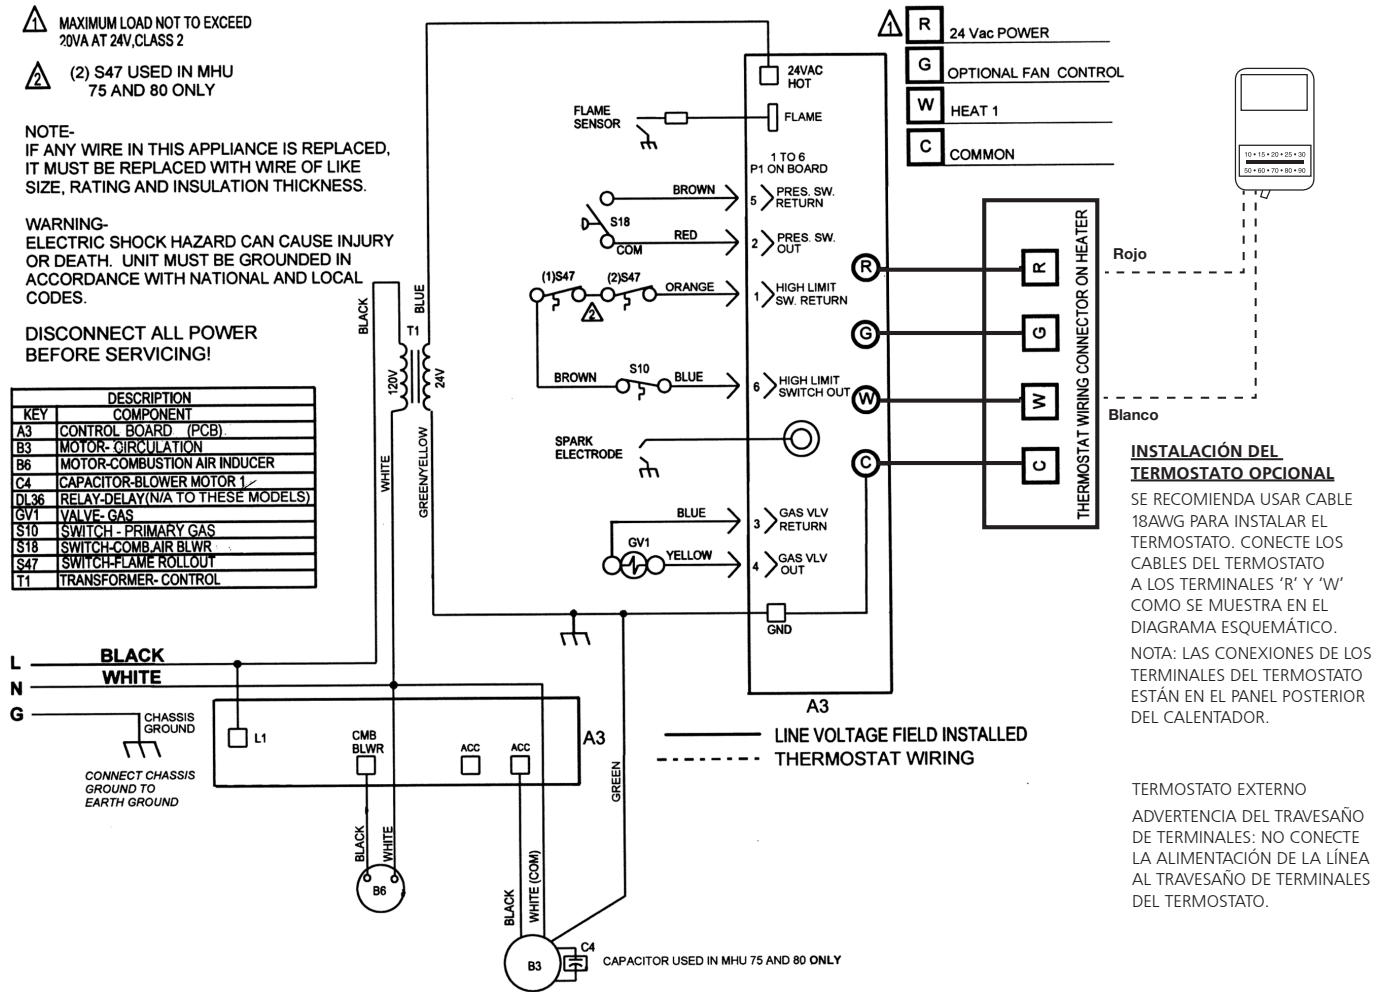 1
MAXIMUM LOAD NOT TO EXCEED
20VA AT 24V,CLASS 2
2
(2) S47 USED IN MHU
75 AND 80 ONLY
NOTE-
IF ANY WIRE IN THIS APPLIANCE IS REPLACED,
IT MUST BE REPLACED WITH WIRE OF LIKE
SIZE, RATING AND INSULATION THICKNESS.
WARNING-
ELECTRIC SHOCK HAZARD CAN CAUSE INJURY
OR DEATH. UNIT MUST BE GROUNDED IN
ACCORDANCE WITH NATIONAL AND LOCAL
CODES.
DISCONNECT ALL POWER
BEFORE SERVICING!
DESCRIPTION
KEY COMPONENT
A3 CONTROL BOARD (PCB)
B3 MOTOR- CIRCULATION
B6 MOTOR-COMBUSTION AIR INDUCER
C4 CAPACITOR-BLOWER MOTOR 1
DL36 RELAY-DELAY(N/A TO THESE MODELS)
GV1 VALVE- GAS
S10 SWITCH - PRIMARY GAS
S18 SWITCH-COMB.AIR BLWR
S47 SWITCH-FLAME ROLLOUT
T1 TRANSFORMER- CONTROL
BLACK
BLUE
T1
120V
24V
WHITE
GREEN/YELLOW
24VAC
HOT
FLAME
SENSOR
FLAME
1 TO 6
P1 ON BOARD
BROWN
5
PRES. SW.
RETURN
S18
RED
COM
2
PRES. SW.
OUT
(1)S47
(2)S47
2
ORANGE
1
HIGH LIMIT
SW. RETURN
BROWN
S10
BLUE
6
HIGH LIMIT
SWITCH OUT
SPARK
ELECTRODE
BLUE
3
GAS VLV
RETURN
GV1
YELLOW
4
GAS VLV
OUT
GND
A3
R
G
W
C
1
R
24 Vac POWER
G
OPTIONAL FAN CONTROL
W
HEAT 1
C
COMMON
R
G
W
C
THERMOSTAT WIRING CONNECTOR ON HEATER
10 • 15 • 20 • 25 • 30
50 • 60 • 70 • 80 • 90
Rojo
Blanco
INSTALACIÓN DEL
TERMOSTATO OPCIONAL
SE RECOMIENDA USAR CABLE
18AWG PARA INSTALAR EL
TERMOSTATO. CONECTE LOS
CABLES DEL TERMOSTATO
A LOS TERMINALES ‘R’ Y ‘W’
COMO SE MUESTRA EN EL
DIAGRAMA ESQUEMÁTICO.
NOTA: LAS CONEXIONES DE LOS
TERMINALES DEL TERMOSTATO
ESTÁN EN EL PANEL POSTERIOR
DEL CALENTADOR.
TERMOSTATO EXTERNO
ADVERTENCIA DEL TRAVESAÑO
DE TERMINALES: NO CONECTE
LA ALIMENTACIÓN DE LA LÍNEA
AL TRAVESAÑO DE TERMINALES
DEL TERMOSTATO.
L
BLACK
N
WHITE
G
CHASSIS
GROUND
CONNECT CHASSIS
GROUND TO
EARTH GROUND
L1
CMB
BLWR
ACC
ACC
A3
BLACK
WHITE
B6
BLACK
WHITE (COM)
GREEN
B3
C4
CAPACITOR USED IN MHU 75 AND 80 ONLY
LINE VOLTAGE FIELD INSTALLED
THERMOSTAT WIRING